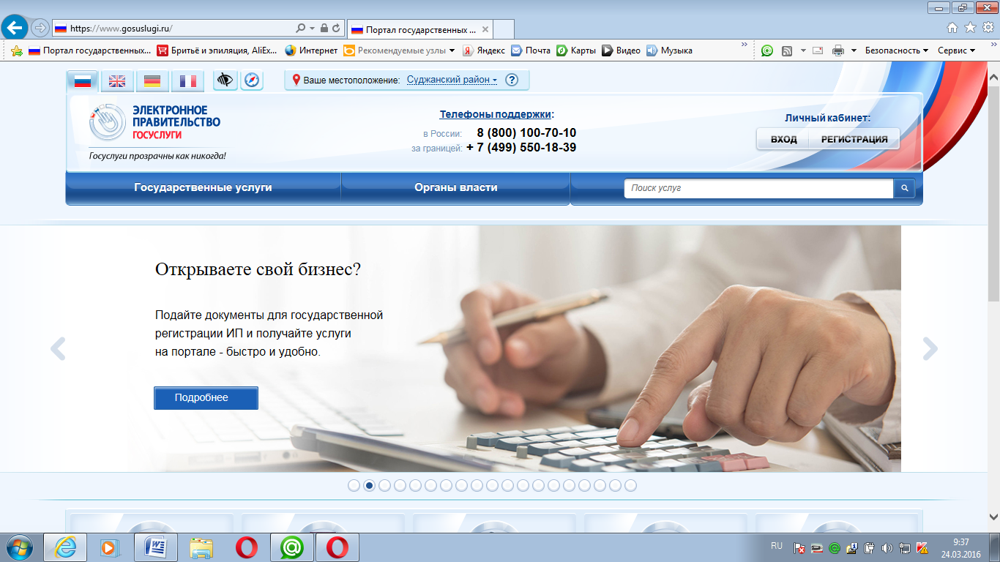 https://www.gosuslugi.ru/
Портал государственных ...
Портал государственных...
Бритьё и эпиляция, AliEx...
Интернет
Рекомендуемые узлы
Яндекс
Почта
Карты
Видео
Музыка
»
Безопасность
Сервис
»
Ваше местоположение: Суджанский район
?
ЭЛЕКТРОННОЕ
ПРАВИТЕЛЬСТВО
ГОСУСЛУГИ
Госуслуги прозрачны как никогда!
Телефоны поддержки:
в России: 8 (800) 100-70-10
за границей: + 7 (499) 550-18-39
Личный кабинет:
ВХОД
РЕГИСТРАЦИЯ
Государственные услуги
Органы власти
Поиск услуг
Открываете свой бизнес?
Подайте документы для государственной
регистрации ИП и получайте услуги
на портале - быстро и удобно.
Подробнее
RU
9:37
24.03.2016